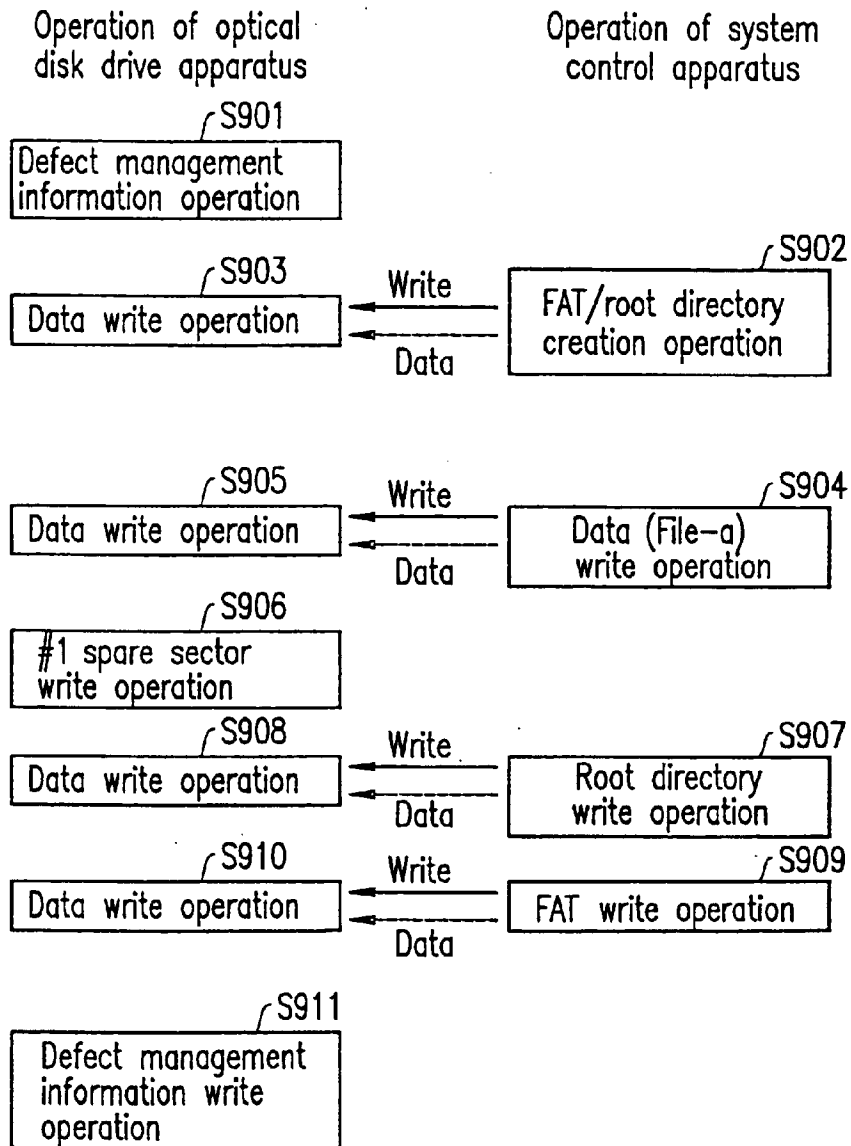 Operation of optical
disk drive apparatus
Operation of system
control apparatus
S901
Defect management
information operation
S902
FAT/root directory
creation operation
S903
Data write operation
Write
Data
S904
Data (File-a)
write operation
S905
Data write operation
Write
Data
S906
#1 spare sector
write operation
S907
Root directory
write operation
S908
Data write operation
Write
Data
S909
FAT write operation
S910
Data write operation
Write
Data
S911
Defect management
information write
operation